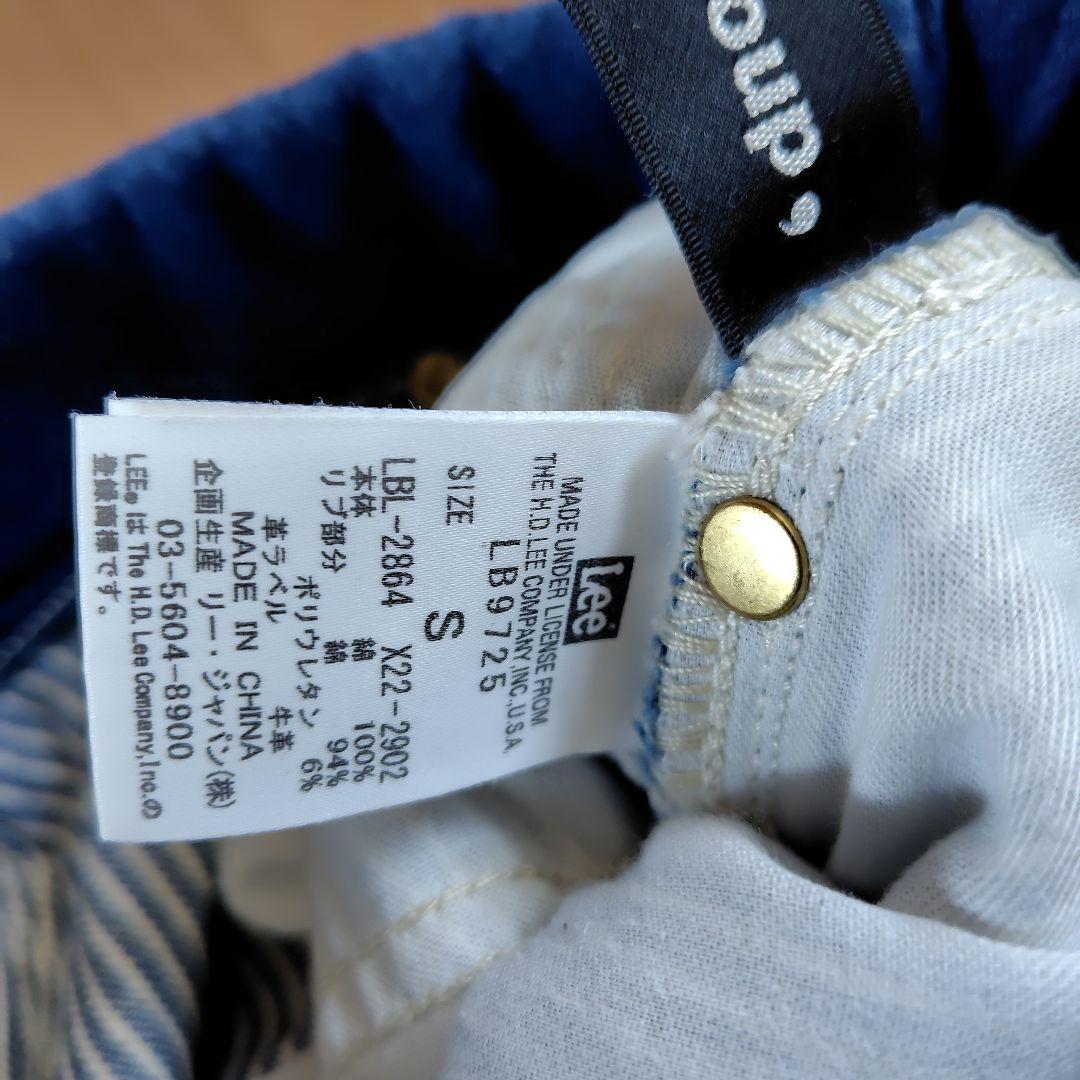 oup,
Lee
MADE UNDER LICENSE FROM
THE H.D.LEE COMPANY,INC,U.S.A.
LB9725
SIZE S
LBL-2864 X22-2902
本体 綿 100%
リブ部分 綿 94%
ポリウレタン 6%
革ラベル 牛革
MADE IN CHINA
企画生産 リー・ジャパン(株)
03-5604-8900
LEE®は The H.D. Lee Company,Inc.の
登録商標です。